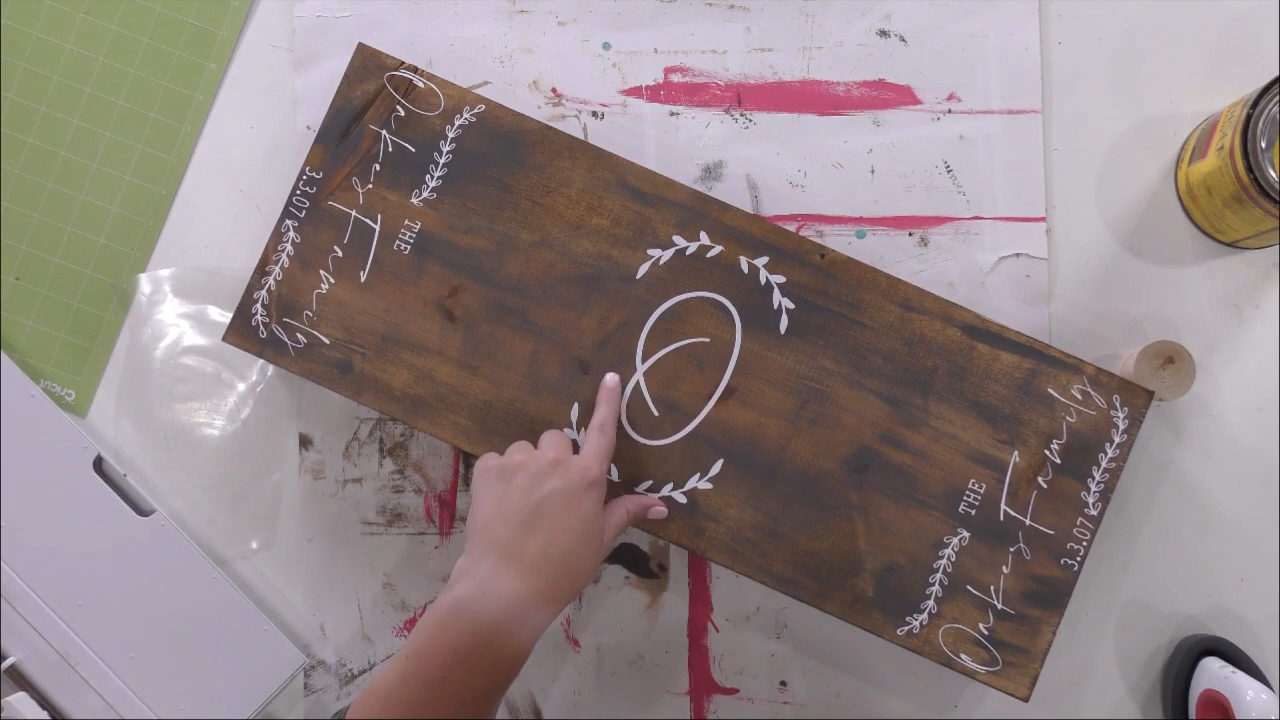 THE
Oakes Family
3.3.07
O
THE
Oakes Family
3.3.07
cricut